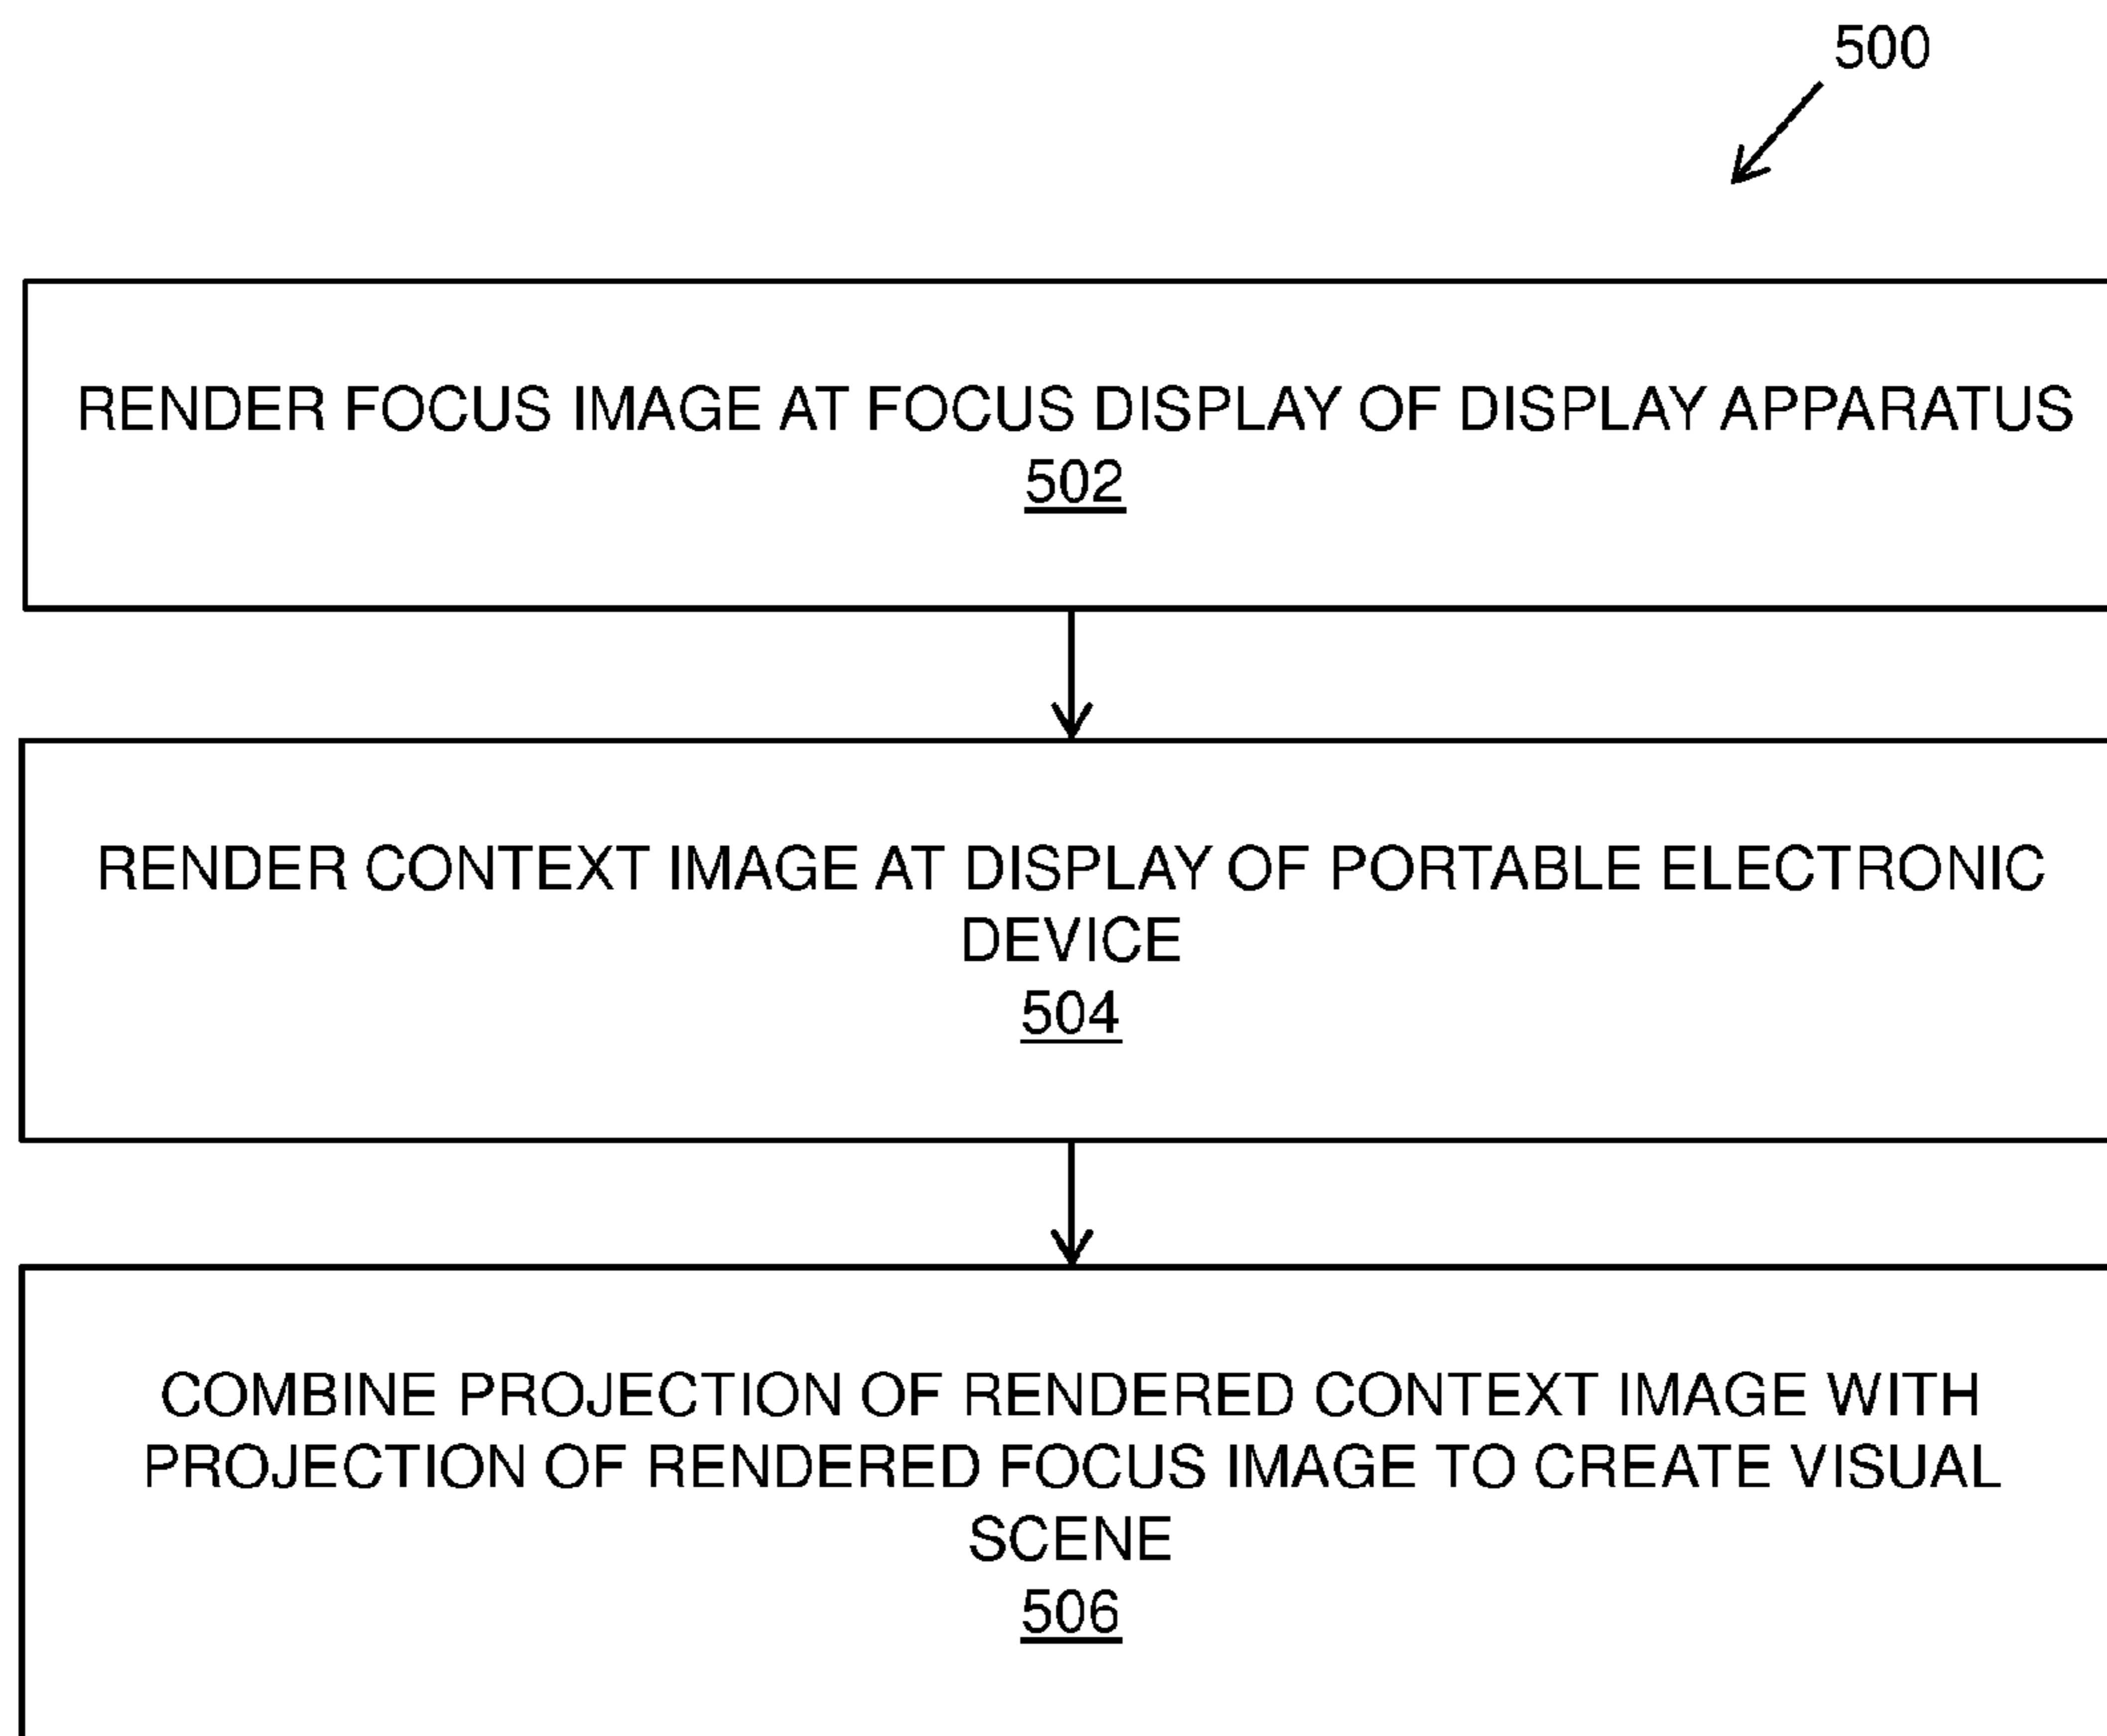 500
RENDER FOCUS IMAGE AT FOCUS DISPLAY OF DISPLAY APPARATUS
502
RENDER CONTEXT IMAGE AT DISPLAY OF PORTABLE ELECTRONIC
DEVICE
504
COMBINE PROJECTION OF RENDERED CONTEXT IMAGE WITH
PROJECTION OF RENDERED FOCUS IMAGE TO CREATE VISUAL
SCENE
506